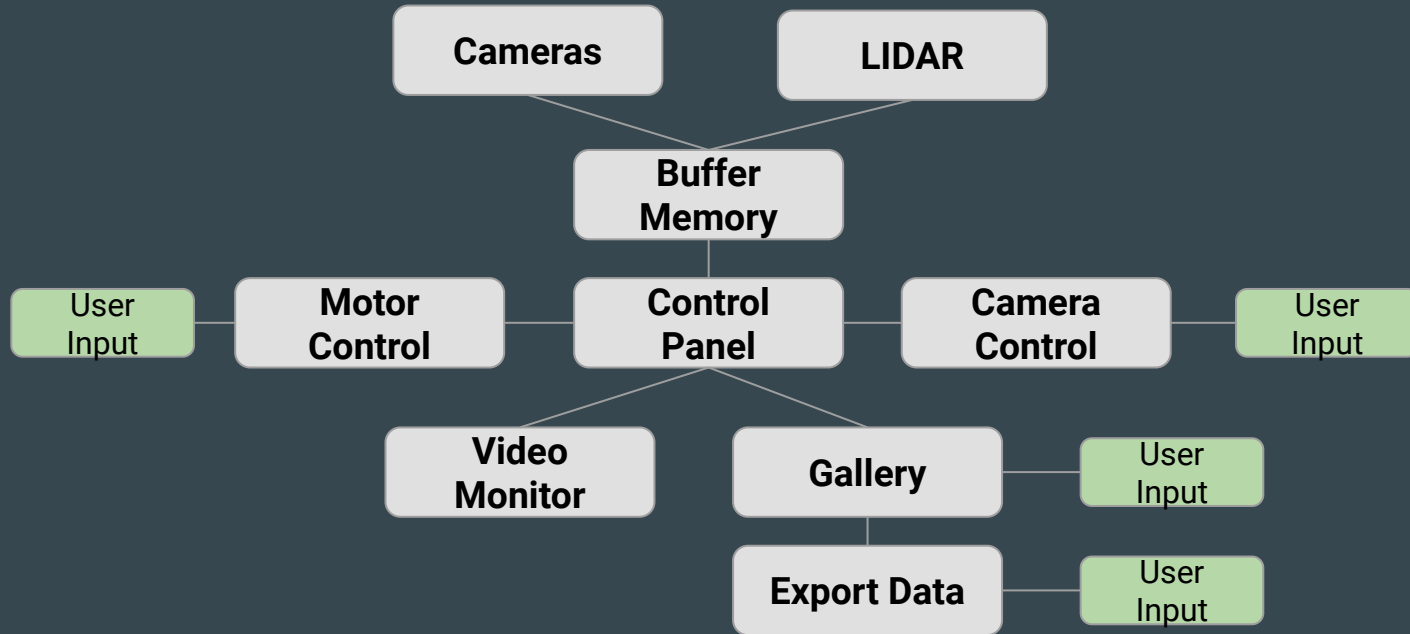 Cameras
LIDAR
Buffer
Memory
User
Input
Motor
Control
Control
Panel
Camera
Control
User
Input
Video
Monitor
Gallery
User
Input
Export Data
User
Input